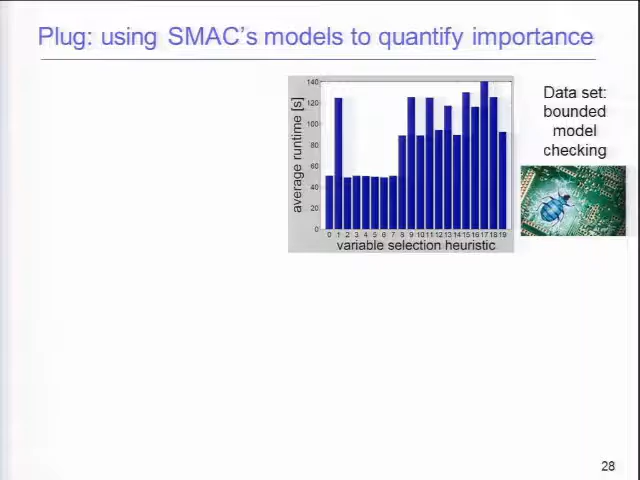 Plug: using SMAC's models to quantify importance
Data set:
bounded
model
checking
average runtime [s]
140
120
100
80
60
40
20
0
0 1 2 3 4 5 6 7 8 9 10 11 12 13 14 15 16 17 18 19
variable selection heuristic
28